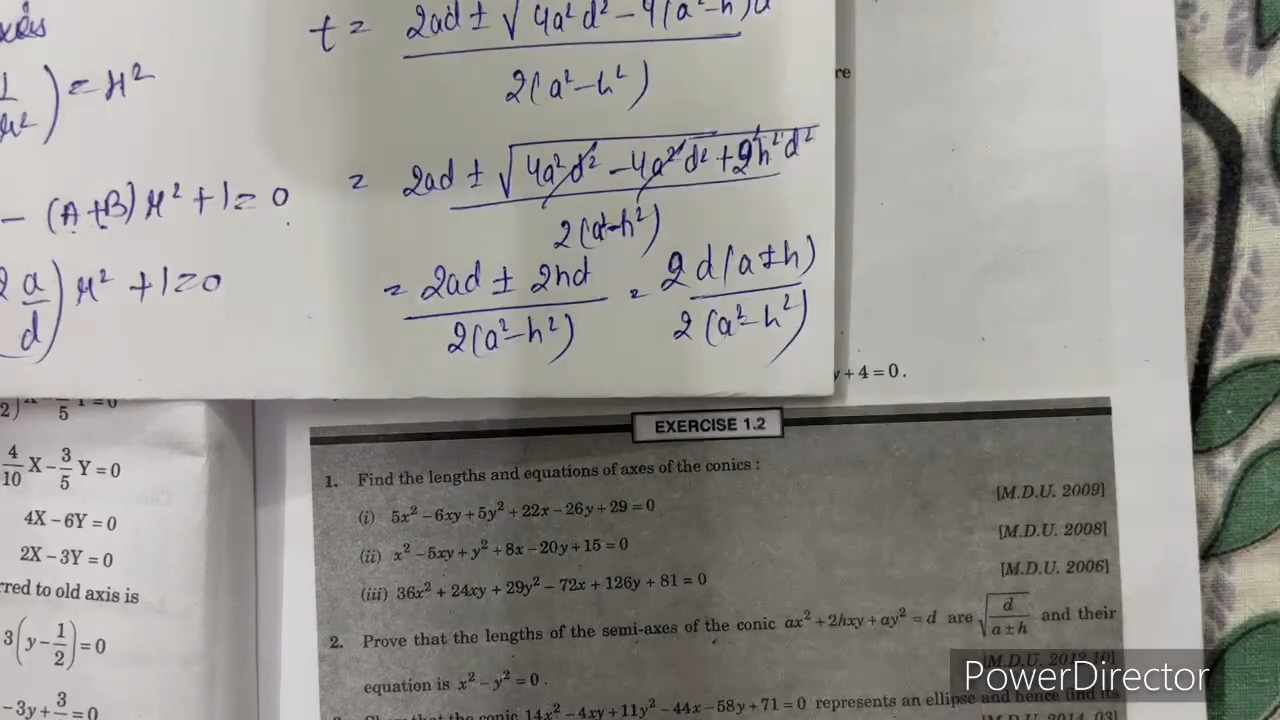 t = 2ad ± √4a²d² – 4(a²–h²)d
2(a²–h²)
= 2ad ± √4a²d² – 4a²d² + 2h²d²
2(a²–h²)
= 2ad ± 2hd = 2d(a±h)
2(a²–h²) 2(a²–h²)
) = r²
– (A+B) r² + 1 = 0
a/d) r² + 1 = 0
re
y + 4 = 0.
4/10 X – 3/5 Y = 0
4X – 6Y = 0
2X – 3Y = 0
rred to old axis is
3(y – 1/2) = 0
–3y + 3/ = 0
EXERCISE 1.2
1. Find the lengths and equations of axes of the conics :
(i) 5x² – 6xy + 5y² + 22x – 26y + 29 = 0 [M.D.U. 2009]
(ii) x² – 5xy + y² + 8x – 20y + 15 = 0 [M.D.U. 2008]
(iii) 36x² + 24xy + 29y² – 72x + 126y + 81 = 0 [M.D.U. 2006]
2. Prove that the lengths of the semi-axes of the conic ax² + 2hxy + ay² = d are √d/(a ± h) and their
equation is x² – y² = 0.
the conic 14x² – 4xy + 11y² – 44x – 58y + 71 = 0 represents an ellipse and hence find its
PowerDirector